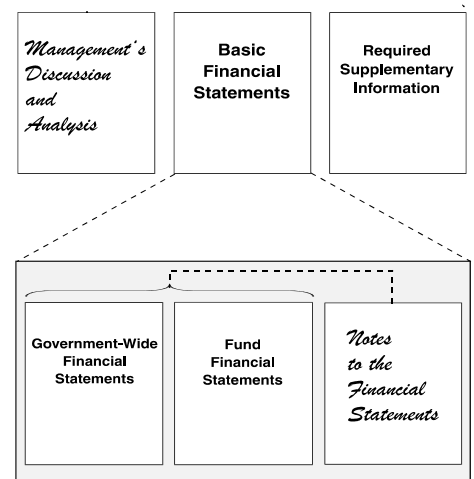 Management's
Discussion
and
Analysis
Basic
Financial
Statements
Required
Supplementary
Information
Government-Wide
Financial
Statements
Fund
Financial
Statements
Notes
to the
Financial
Statements